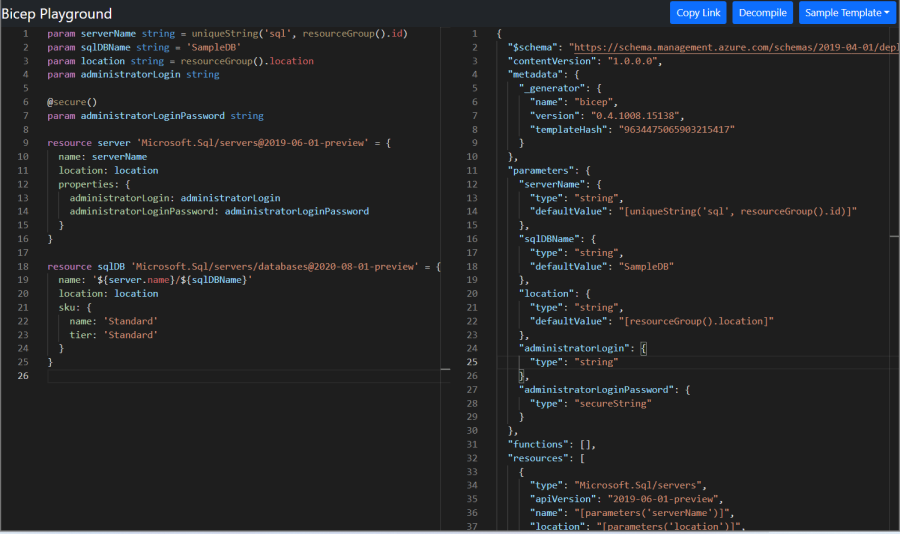 Bicep Playground
Copy Link
Decompile
Sample Template
1 param serverName string = uniqueString('sql', resourceGroup().id)
2 param sqlDBName string = 'SampleDB'
3 param location string = resourceGroup().location
4 param administratorLogin string
5
6 @secure()
7 param administratorLoginPassword string
8
9 resource server 'Microsoft.Sql/servers@2019-06-01-preview' = {
10 name: serverName
11 location: location
12 properties: {
13 administratorLogin: administratorLogin
14 administratorLoginPassword: administratorLoginPassword
15 }
16 }
17
18 resource sqlDB 'Microsoft.Sql/servers/databases@2020-08-01-preview' = {
19 name: '${server.name}/${sqlDBName}'
20 location: location
21 sku: {
22 name: 'Standard'
23 tier: 'Standard'
24 }
25 }
26
1 {
2 "$schema": "https://schema.management.azure.com/schemas/2019-04-01/depl
3 "contentVersion": "1.0.0.0",
4 "metadata": {
5 "_generator": {
6 "name": "bicep",
7 "version": "0.4.1008.15138",
8 "templateHash": "9634475065903215417"
9 }
10 },
11 "parameters": {
12 "serverName": {
13 "type": "string",
14 "defaultValue": "[uniqueString('sql', resourceGroup().id)]"
15 },
16 "sqlDBName": {
17 "type": "string",
18 "defaultValue": "SampleDB"
19 },
20 "location": {
21 "type": "string",
22 "defaultValue": "[resourceGroup().location]"
23 },
24 "administratorLogin": {
25 "type": "string"
26 },
27 "administratorLoginPassword": {
28 "type": "secureString"
29 }
30 },
31 "functions": [],
32 "resources": [
33 {
34 "type": "Microsoft.Sql/servers",
35 "apiVersion": "2019-06-01-preview",
36 "name": "[parameters('serverName')]",
37 "location": "[parameters('location')]",